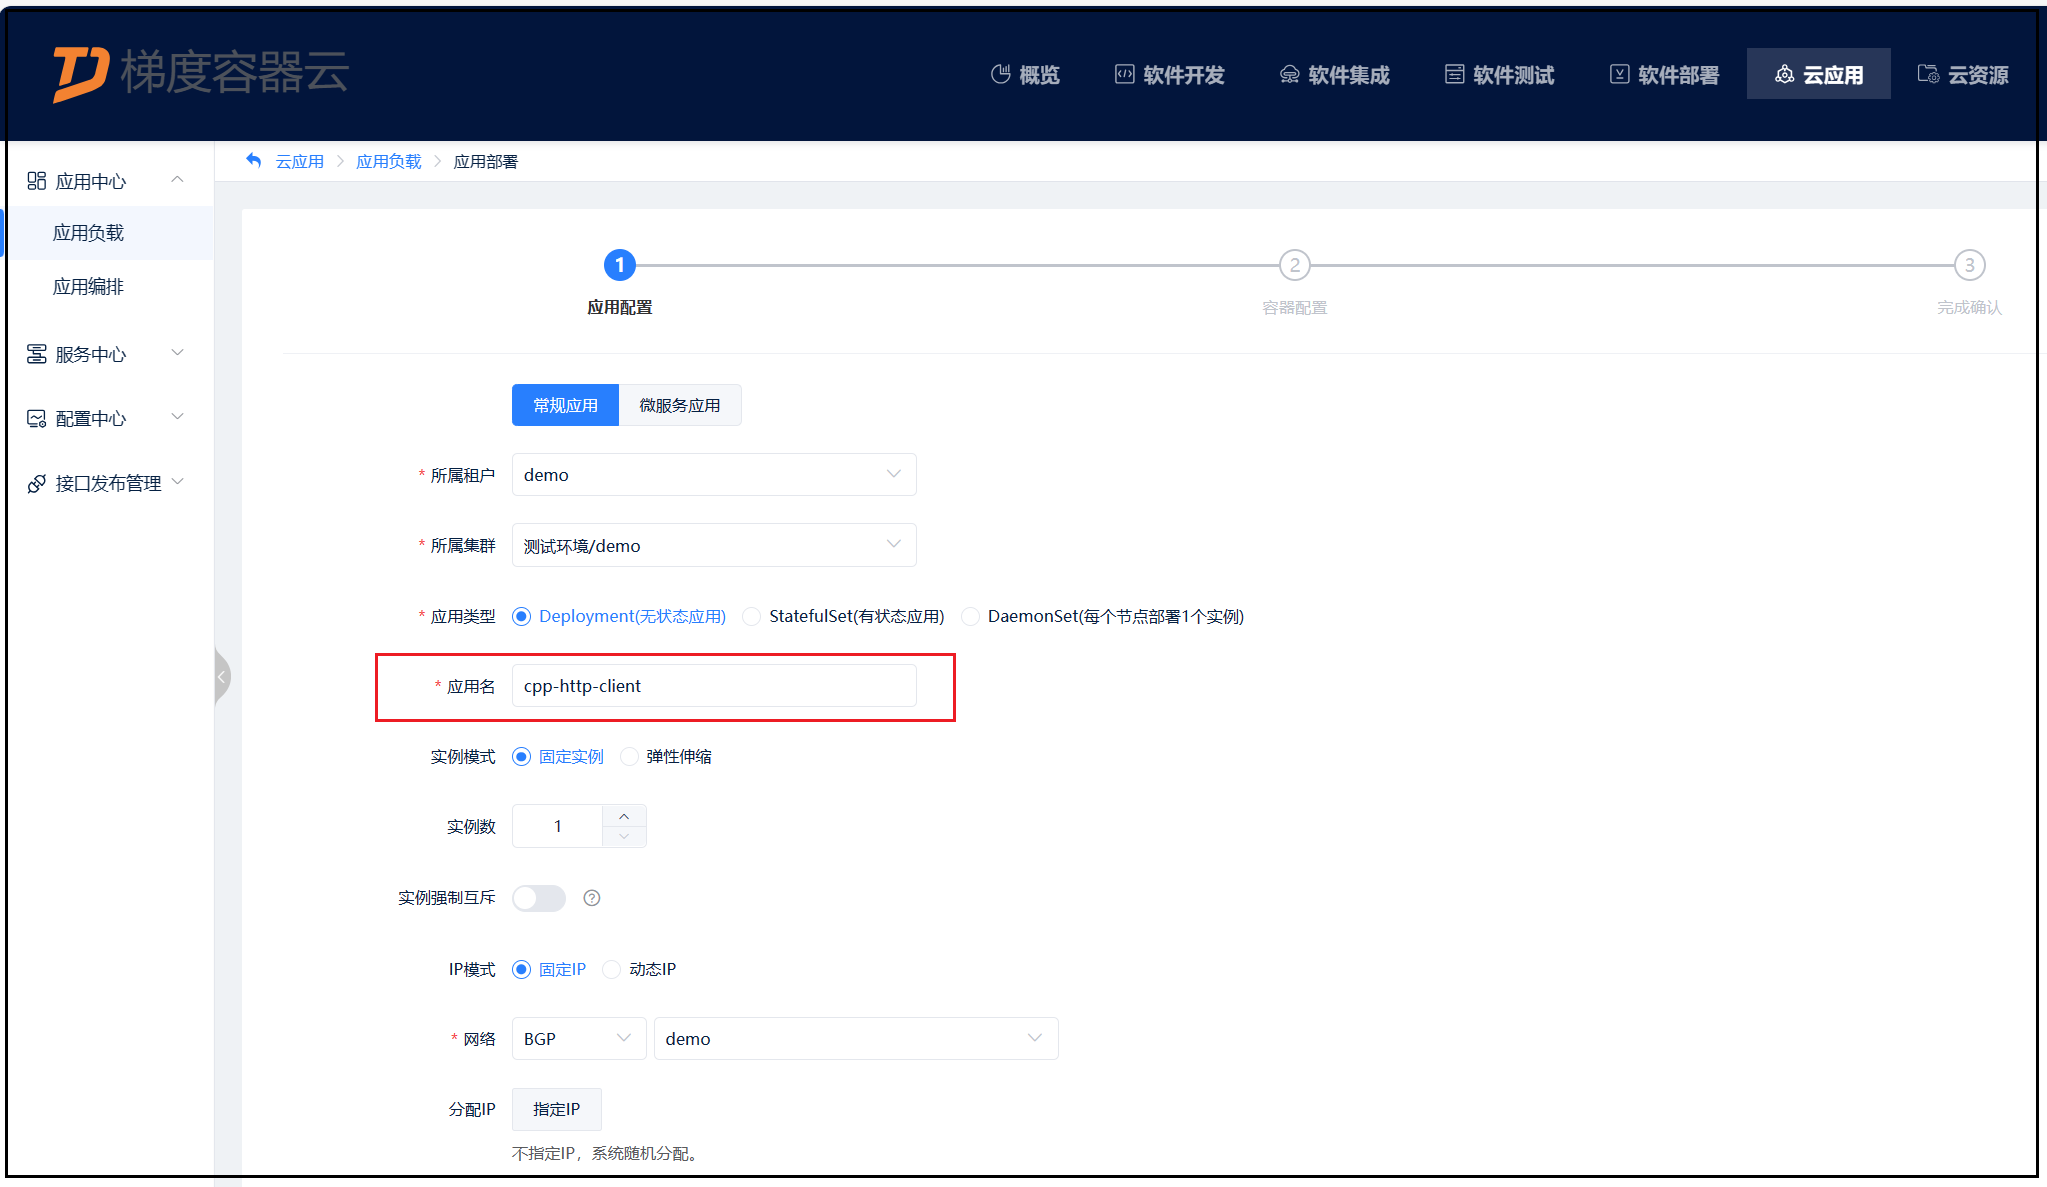 TD 梯度容器云
概览 软件开发 软件集成 软件测试 软件部署 云应用 云资源
云应用 > 应用负载 > 应用部署
应用中心
应用负载
应用编排
服务中心
配置中心
接口发布管理
1 2 3
应用配置 容器配置 完成确认
常规应用 微服务应用
* 所属租户 demo
* 所属集群 测试环境/demo
* 应用类型 Deployment(无状态应用) StatefulSet(有状态应用) DaemonSet(每个节点部署1个实例)
* 应用名 cpp-http-client
实例模式 固定实例 弹性伸缩
实例数 1
实例强制互斥 ?
IP模式 固定IP 动态IP
* 网络 BGP demo
分配IP 指定IP
不指定IP，系统随机分配。